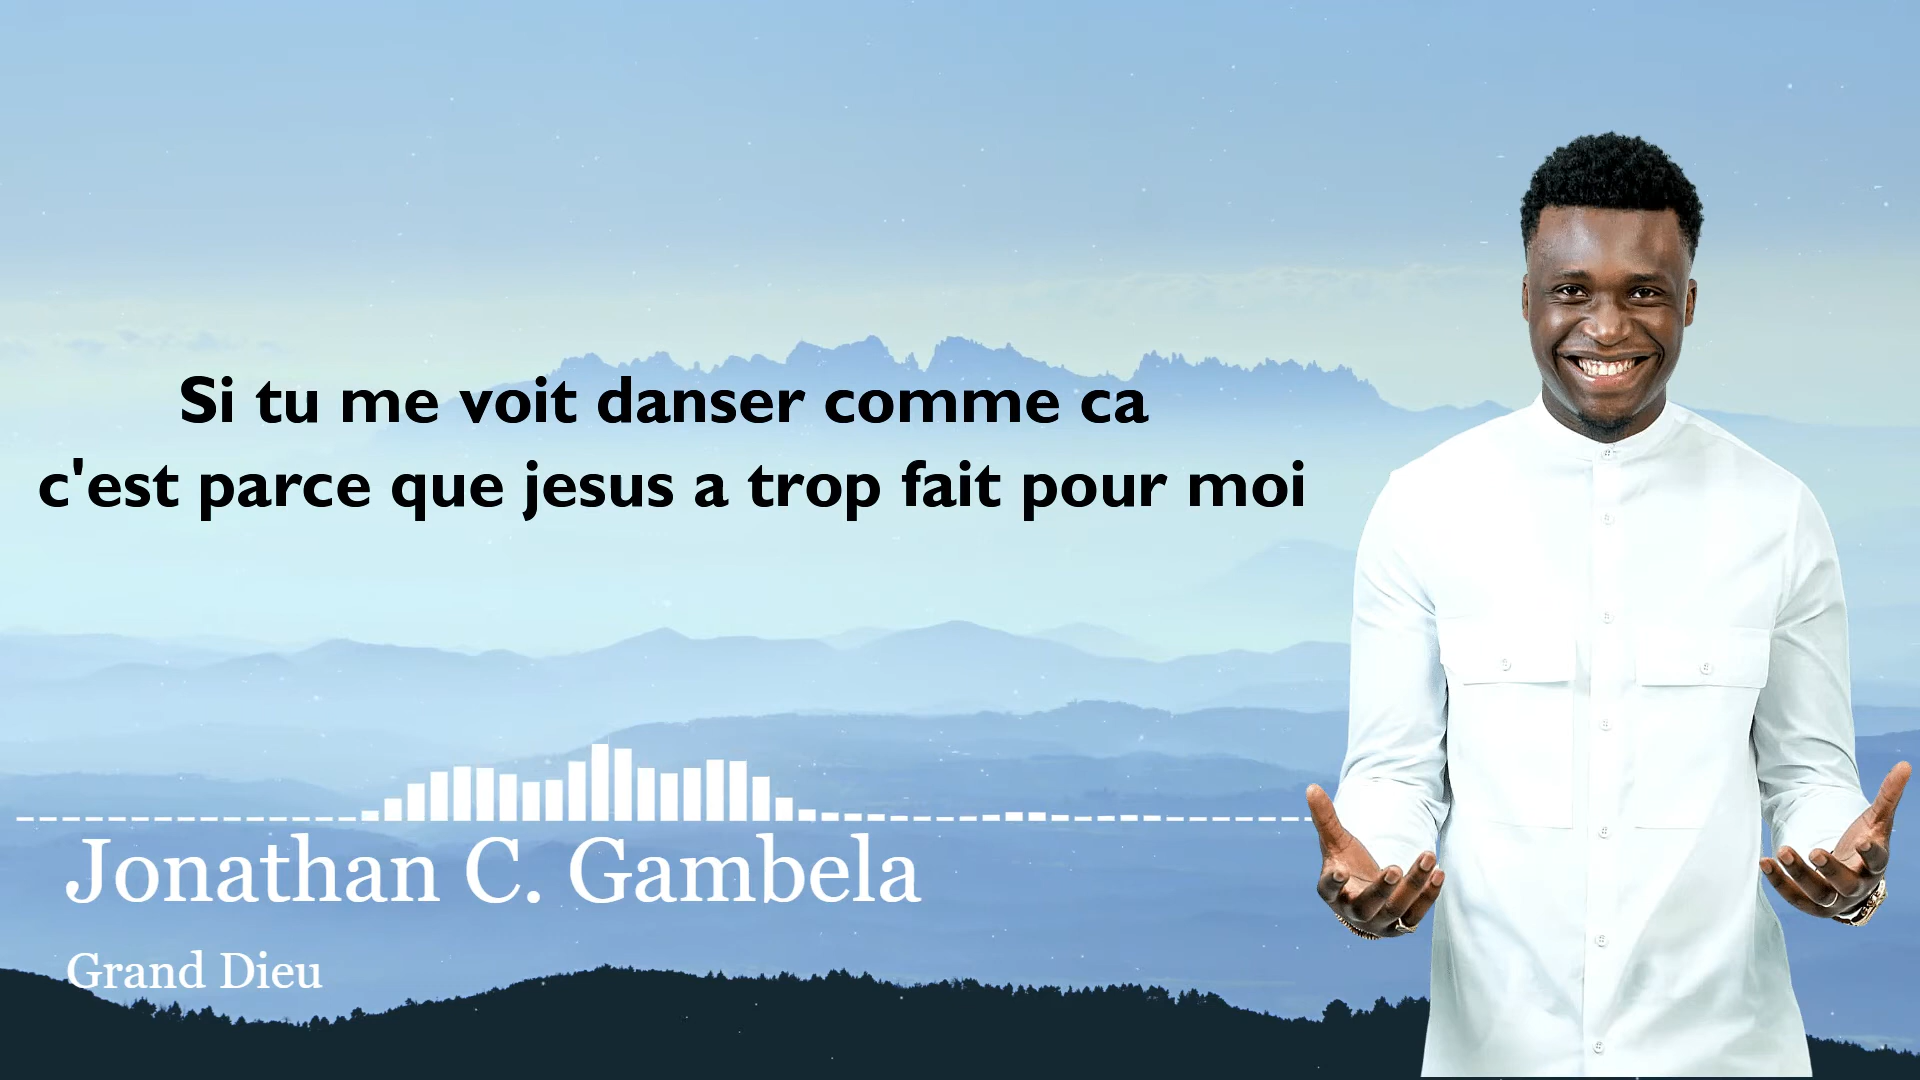 Si tu me voit danser comme ca
c'est parce que jesus a trop fait pour moi
Jonathan C. Gambela
Grand Dieu